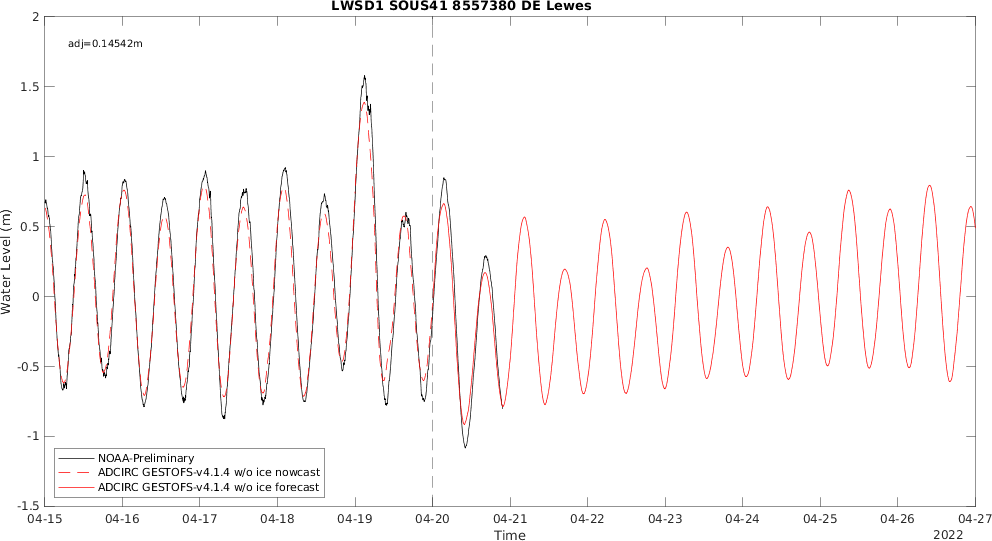 LWSD1 SOUS41 8557380 DE Lewes
adj=0.14542m
2
1.5
1
0.5
0
-0.5
-1
-1.5
Water Level (m)
NOAA-Preliminary
ADCIRC GESTOFS-v4.1.4 w/o ice nowcast
ADCIRC GESTOFS-v4.1.4 w/o ice forecast
04-15 04-16 04-17 04-18 04-19 04-20 04-21 04-22 04-23 04-24 04-25 04-26 04-27
Time
2022